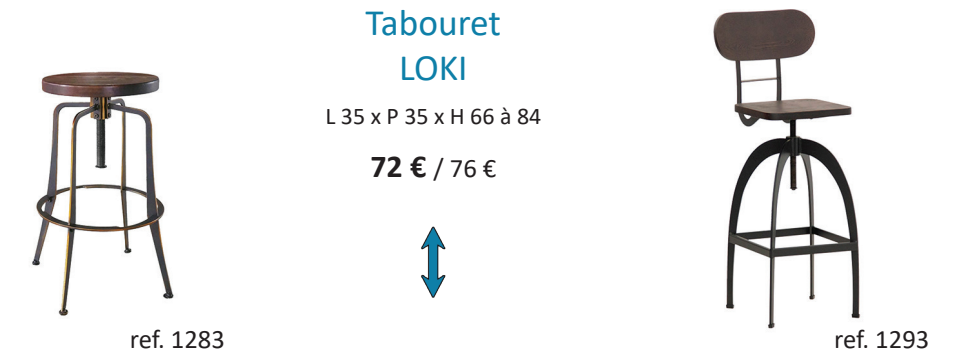 Tabouret
LOKI
L 35 x P 35 x H 66 à 84
72 € / 76 €
ref. 1283
ref. 1293